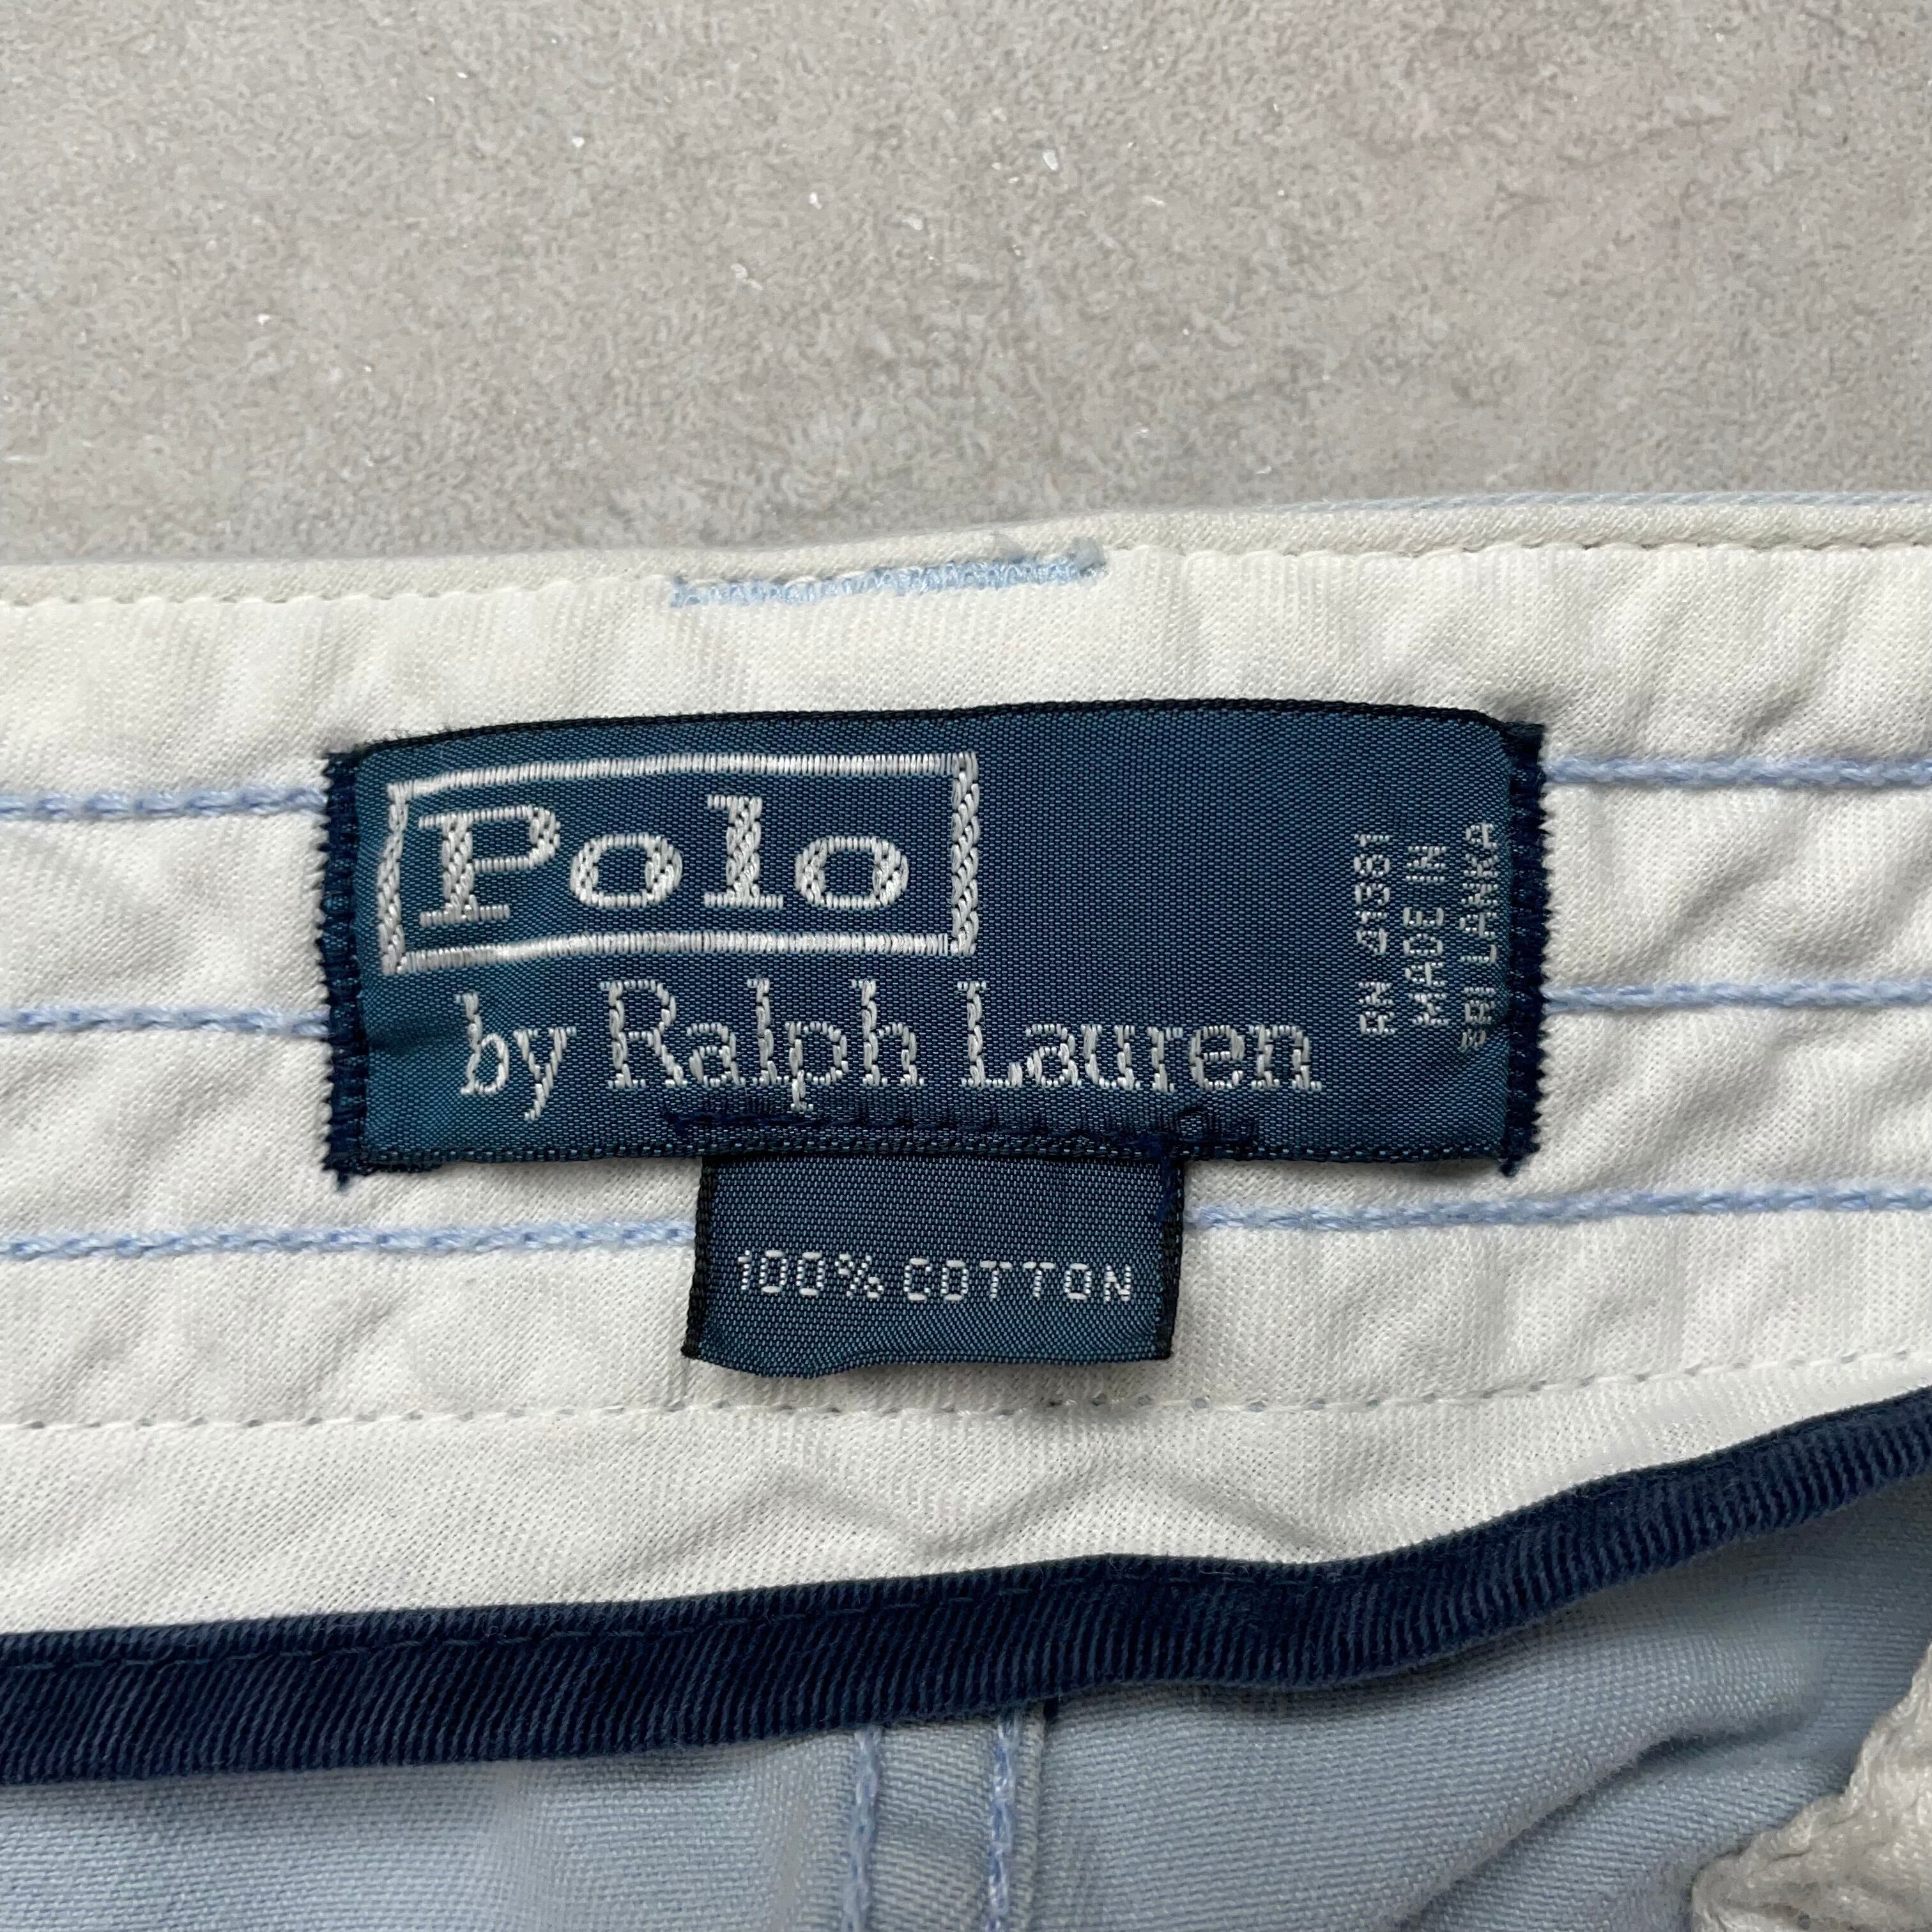 Polo
by Ralph Lauren
RN 41381
MADE IN
SRI LANKA
100% COTTON